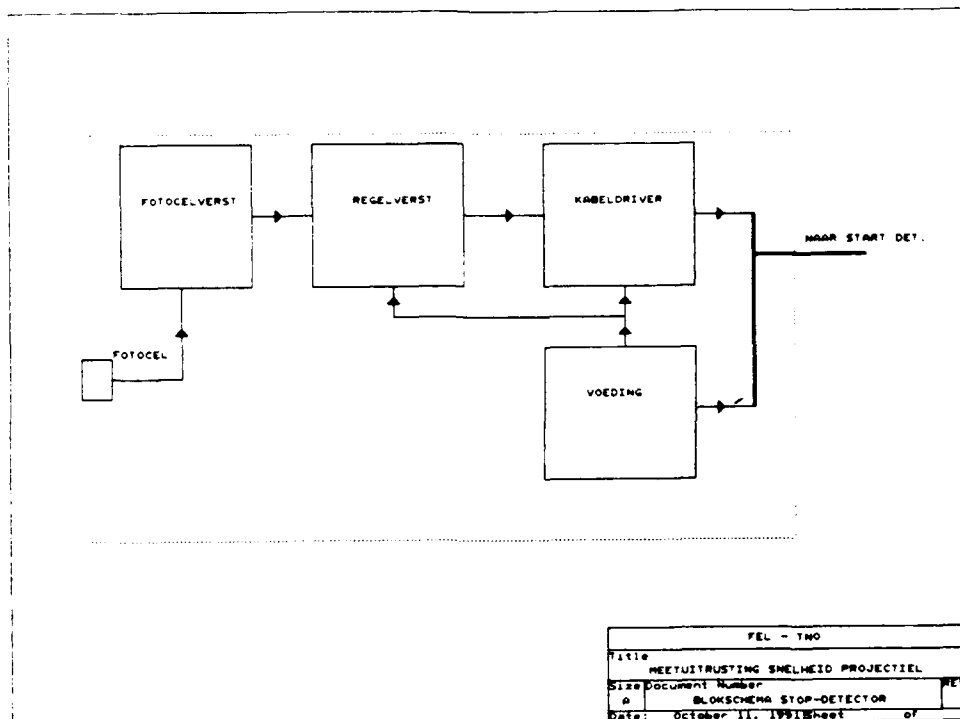 FOTOCELVERST
REGELVERST
KABELDRIVER
NAAR START DET.
FOTOCEL
VOEDING
FEL - TNO
Title
MEETUITRUSTING SNELHEID PROJECTIEL
Size Document Number
A BLOKSCHEMA STOP-DETECTOR
Date: October 11, 1991 Sheet of